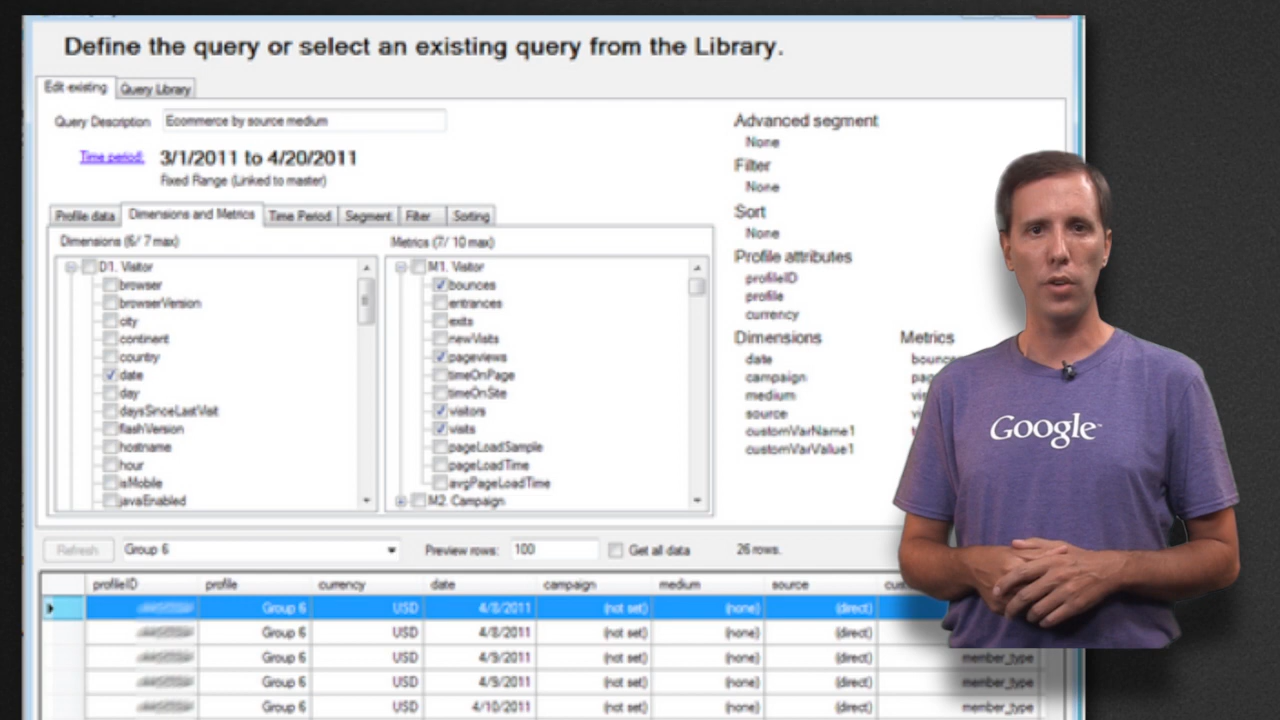 Define the query or select an existing query from the Library.
Edit existing Query Library
Query Description Ecommerce by source medium
Time period: 3/1/2011 to 4/20/2011
Fixed Range (Linked to master)
Profile data Dimensions and Metrics Time Period Segment Filter Sorting
Dimensions (6/ 7 max)
D1. Visitor
browser
browserVersion
city
continent
country
date
day
daysSinceLastVisit
flashVersion
hostname
hour
isMobile
javaEnabled
Metrics (7/ 10 max)
M1. Visitor
bounces
entrances
exits
newVisits
pageviews
timeOnPage
timeOnSite
visitors
visits
pageLoadSample
pageLoadTime
avgPageLoadTime
M2. Campaign
Advanced segment
None
Filter
None
Sort
None
Profile attributes
profileID
profile
currency
Dimensions
date
campaign
medium
source
customVarName1
customVarValue1
Metrics
Google
Refresh Group 6 Preview rows: 100 Get all data 26 rows.
profileID profile currency date campaign medium source
Group 6 USD 4/8/2011 (not set) (none) (direct)
Group 6 USD 4/8/2011 (not set) (none) (direct)
Group 6 USD 4/9/2011 (not set) (none) (direct) member_type
Group 6 USD 4/9/2011 (not set) (none) (direct) member_type
Group 6 USD 4/10/2011 (not set) (none) (direct) member_type